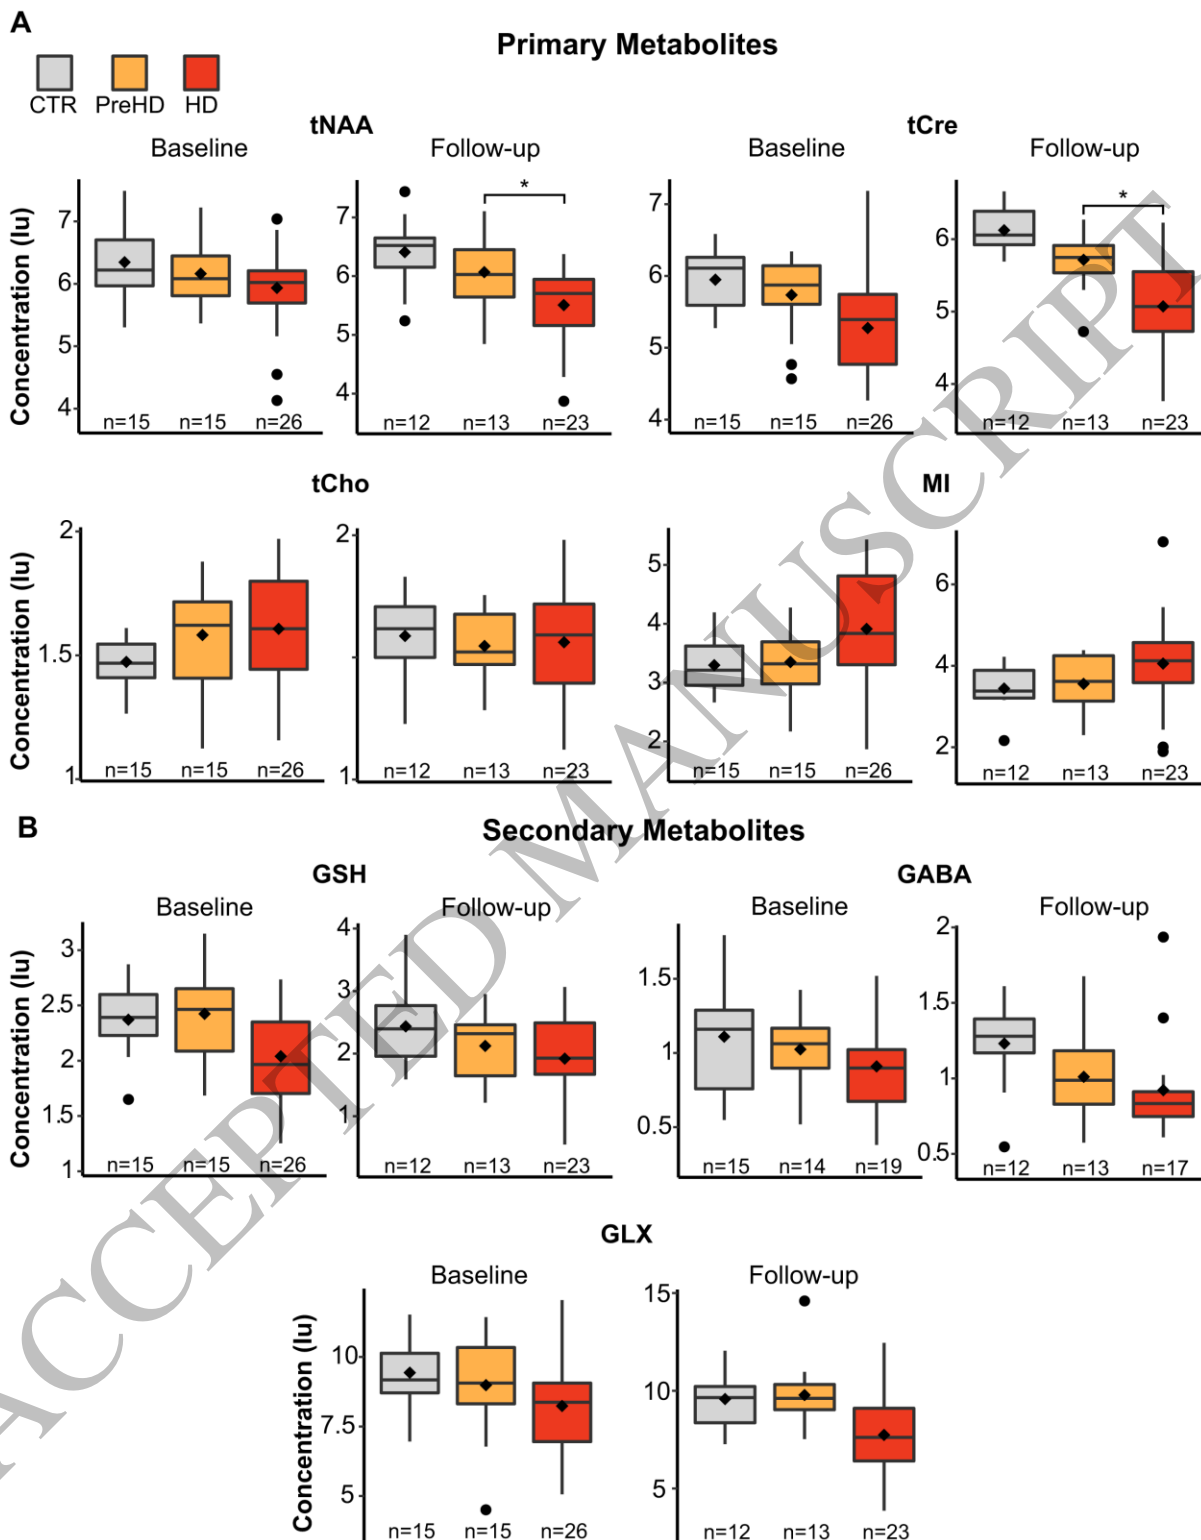 A
Primary Metabolites
CTR PreHD HD
tNAA
tCre
Baseline
Follow-up
Baseline
Follow-up
Concentration (Iu)
7
6
5
4
n=15 n=15 n=26
*
7
6
5
4
n=12 n=13 n=23
7
6
5
4
n=15 n=15 n=26
*
6
4
n=12 n=13 n=23
tCho
MI
Concentration (Iu)
2
1.5
1
n=15 n=15 n=26
2
1
n=12 n=13 n=23
5
4
3
2
n=15 n=15 n=26
6
4
2
n=12 n=13 n=23
B
Secondary Metabolites
GSH
GABA
Baseline
Follow-up
Baseline
Follow-up
Concentration (Iu)
3
2.5
2
1.5
1
n=15 n=15 n=26
4
3
2
1
n=12 n=13 n=23
1.5
1
0.5
n=15 n=14 n=19
2
1.5
1
0.5
n=12 n=13 n=17
GLX
Baseline
Follow-up
Concentration (Iu)
10
7.5
5
n=15 n=15 n=26
15
10
5
n=12 n=13 n=23
ACCEPTED MANUSCRIPT